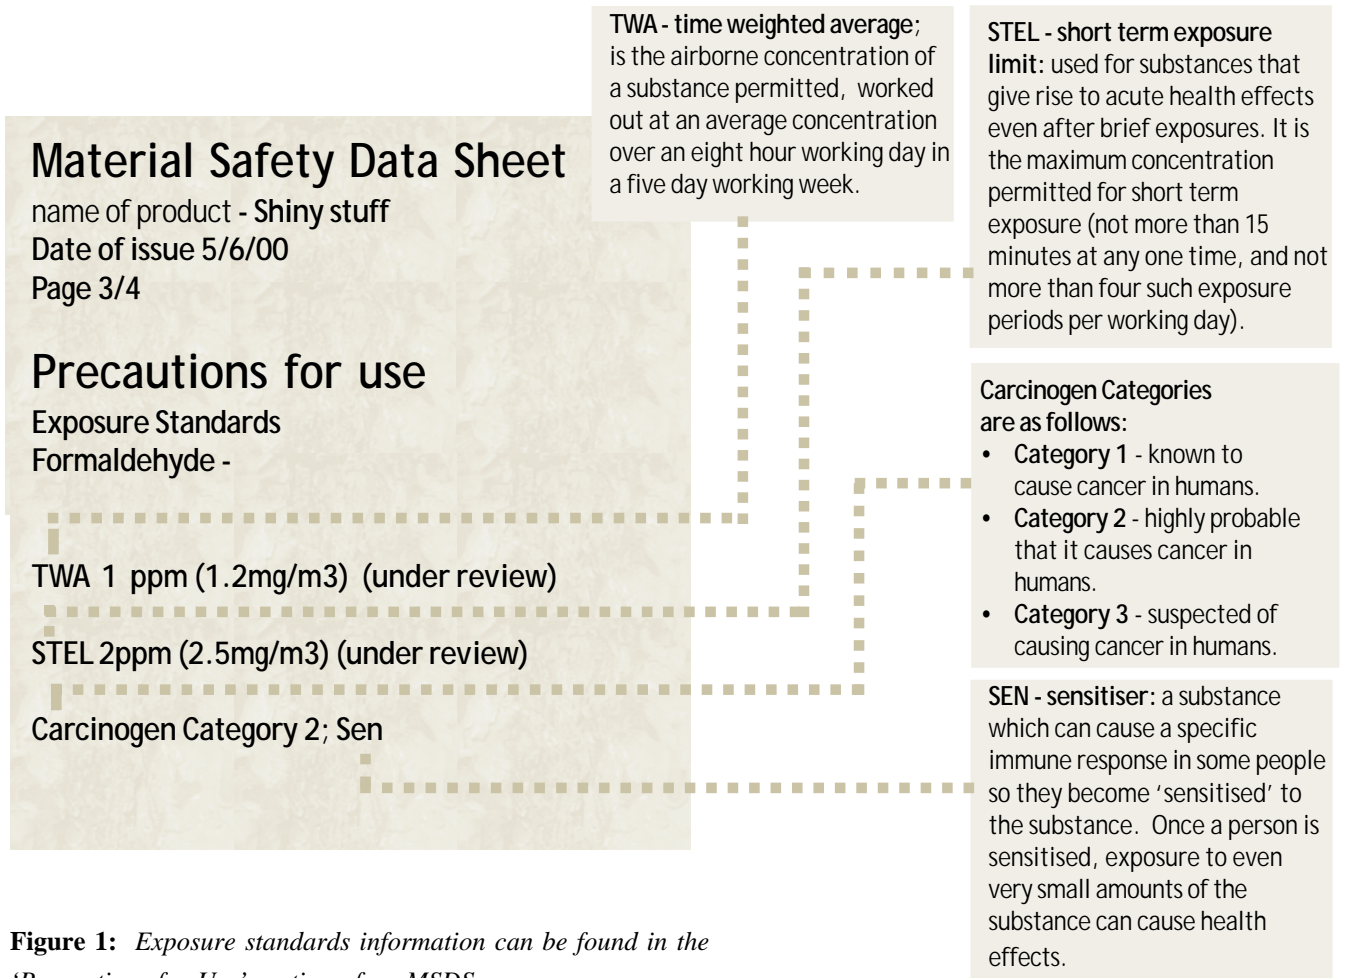 TWA - time weighted average;
is the airborne concentration of
a substance permitted, worked
out at an average concentration
over an eight hour working day in
a five day working week.
STEL - short term exposure
limit: used for substances that
give rise to acute health effects
even after brief exposures. It is
the maximum concentration
permitted for short term
exposure (not more than 15
minutes at any one time, and not
more than four such exposure
periods per working day).
Material Safety Data Sheet
name of product - Shiny stuff
Date of issue 5/6/00
Page 3/4
Precautions for use
Exposure Standards
Formaldehyde -
TWA 1 ppm (1.2mg/m3) (under review)
STEL 2ppm (2.5mg/m3) (under review)
Carcinogen Category 2; Sen
Carcinogen Categories
are as follows:
• Category 1 - known to
cause cancer in humans.
• Category 2 - highly probable
that it causes cancer in
humans.
• Category 3 - suspected of
causing cancer in humans.
SEN - sensitiser: a substance
which can cause a specific
immune response in some people
so they become ‘sensitised’ to
the substance. Once a person is
sensitised, exposure to even
very small amounts of the
substance can cause health
effects.
Figure 1: Exposure standards information can be found in the